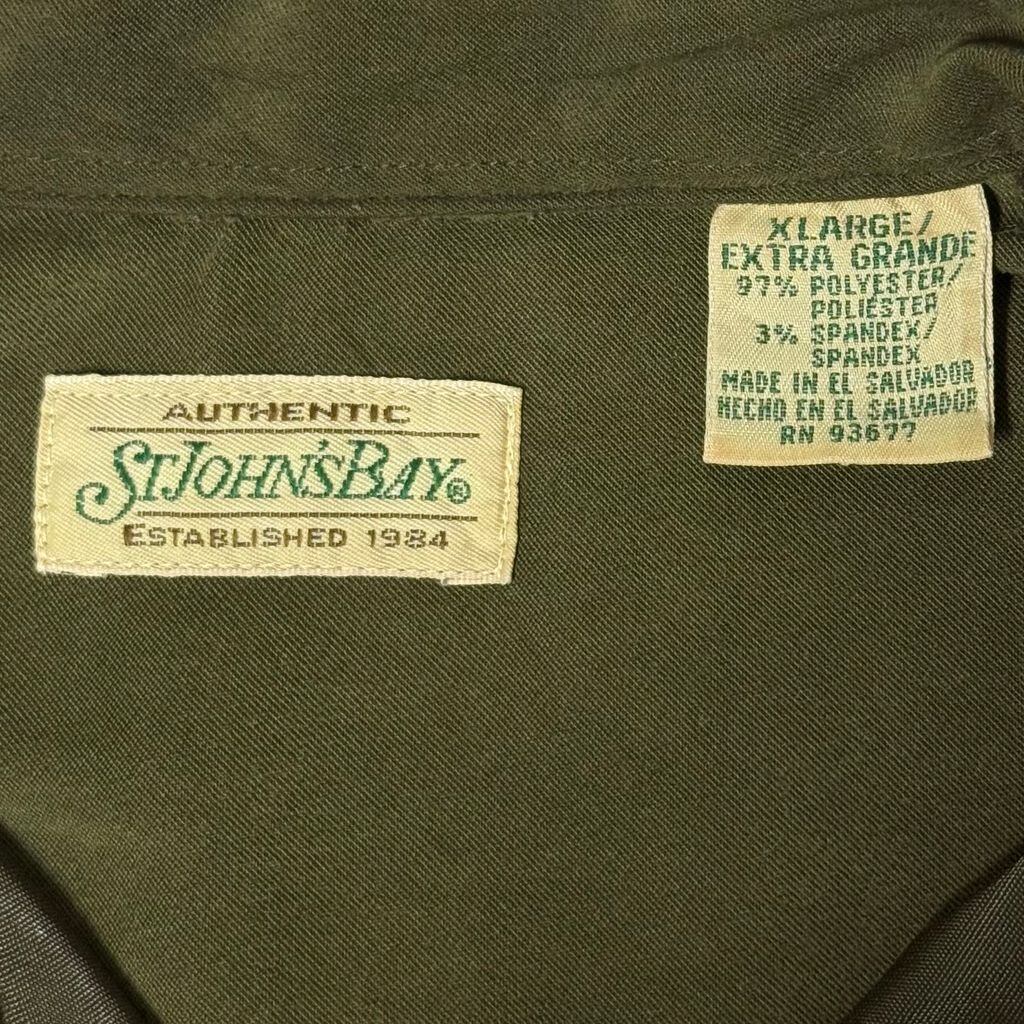 AUTHENTIC
ST. JOHN'S BAY®
ESTABLISHED 1984
XLARGE/
EXTRA GRANDE
97% POLYESTER/
POLIÉSTER
3% SPANDEX/
SPANDEX
MADE IN EL SALVADOR
HECHO EN EL SALVADOR
RN 93677